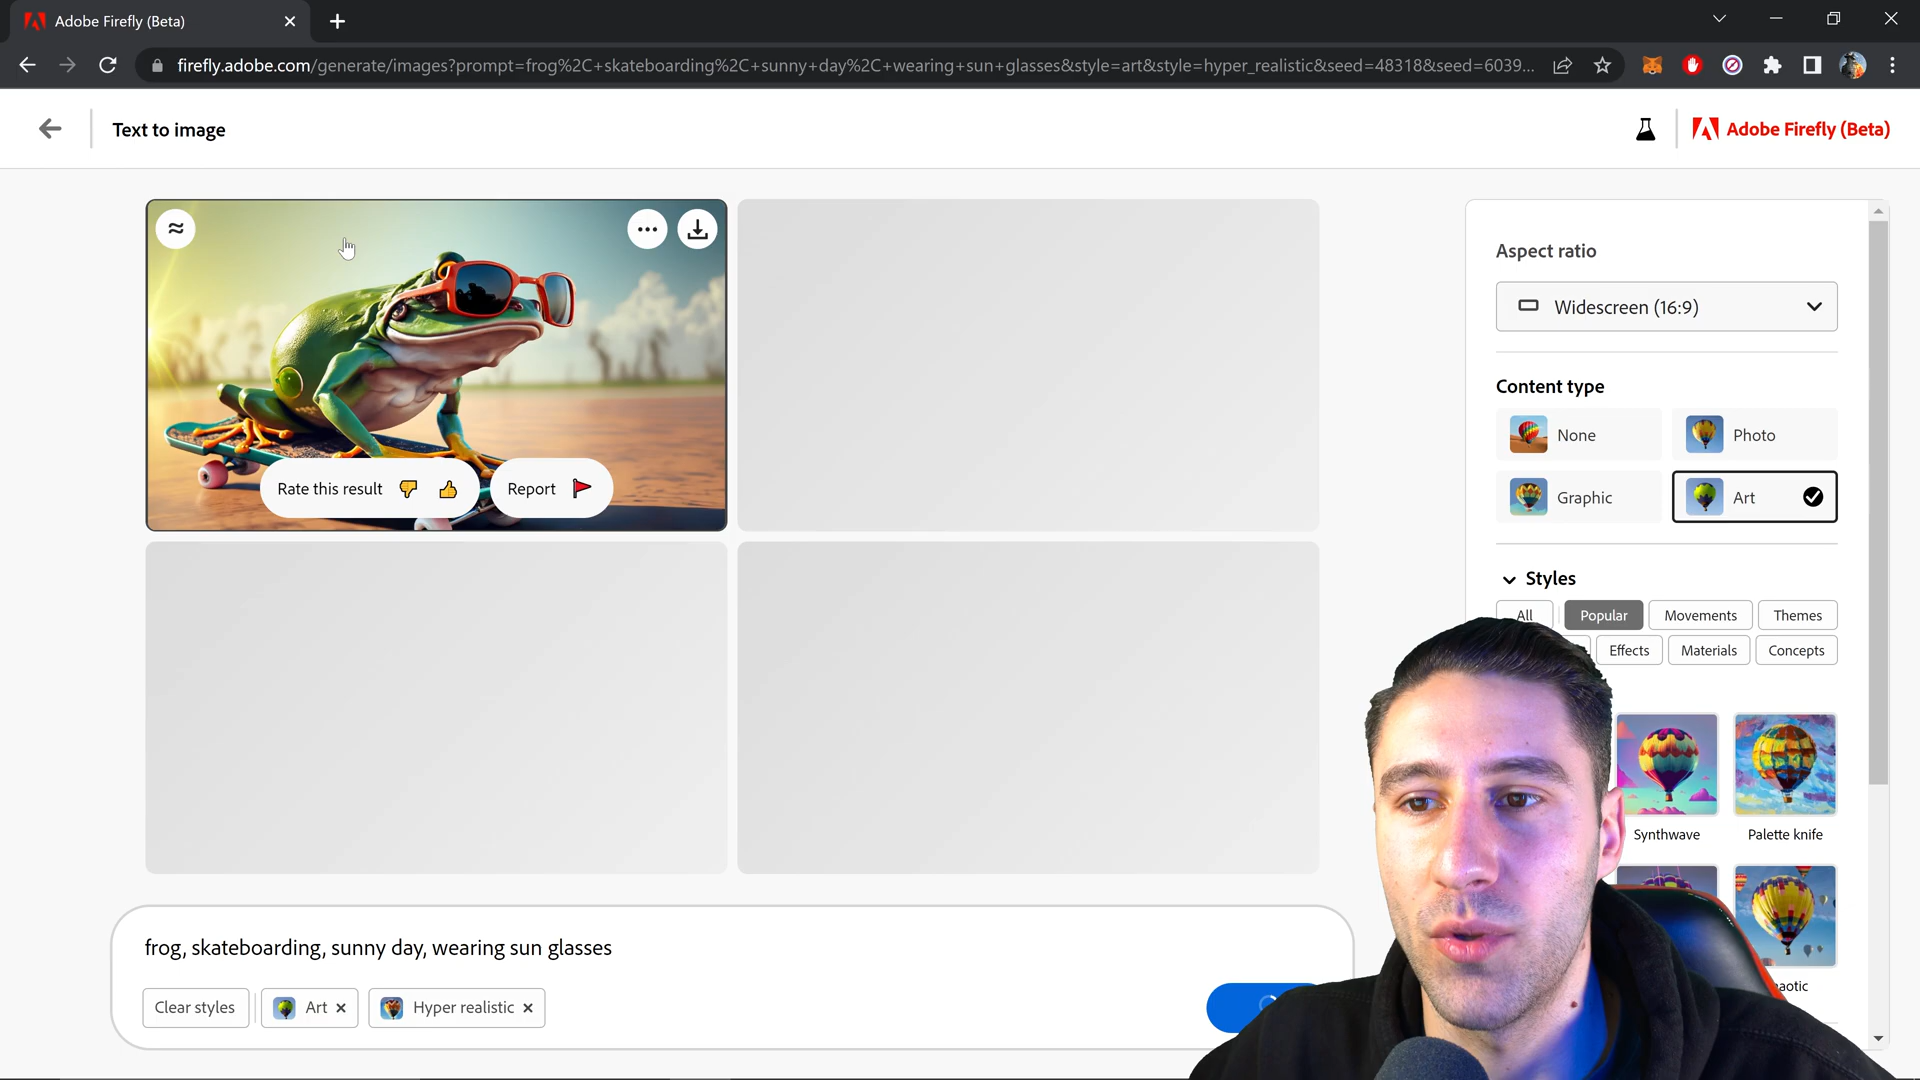 Adobe Firefly (Beta)
firefly.adobe.com/generate/images?prompt=frog%2C+skateboarding%2C+sunny+day%2C+wearing+sun+glasses&style=art&style=hyper_realistic&seed=48318&seed=6039...
Text to image
Adobe Firefly (Beta)
Rate this result
Report
Aspect ratio
Widescreen (16:9)
Content type
None
Photo
Graphic
Art
Styles
All
Popular
Movements
Themes
Effects
Materials
Concepts
Synthwave
Palette knife
frog, skateboarding, sunny day, wearing sun glasses
Clear styles
Art
Hyper realistic